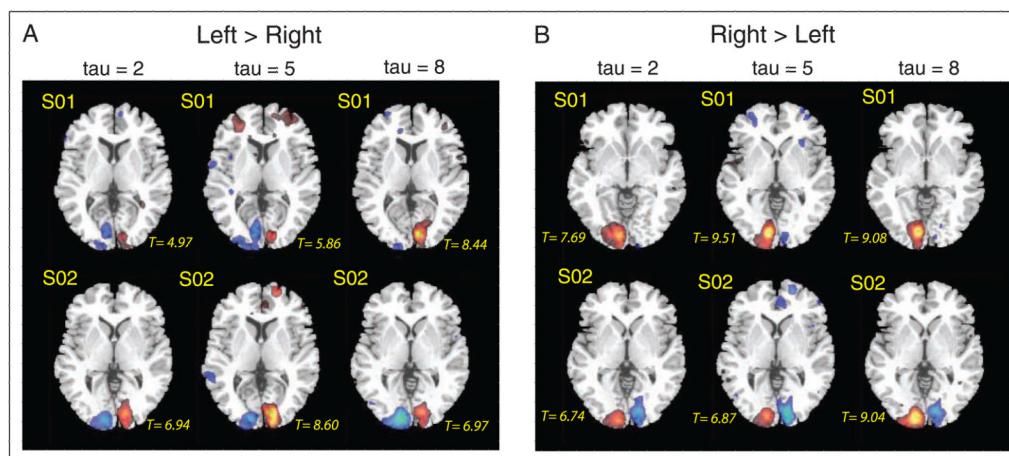 A
Left > Right
tau = 2
tau = 5
tau = 8
S01
S01
S01
T= 4.97
T= 5.86
T= 8.44
S02
S02
S02
T= 6.94
T= 8.60
T= 6.97
B
Right > Left
tau = 2
tau = 5
tau = 8
S01
S01
S01
T= 7.69
T= 9.51
T= 9.08
S02
S02
S02
T= 6.74
T= 6.87
T= 9.04